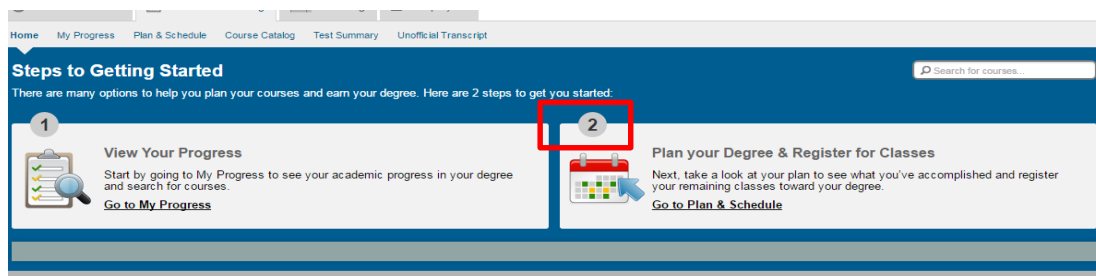 Home My Progress Plan & Schedule Course Catalog Test Summary Unofficial Transcript
Steps to Getting Started
Search for courses...
There are many options to help you plan your courses and earn your degree. Here are 2 steps to get you started:
1
View Your Progress
Start by going to My Progress to see your academic progress in your degree
and search for courses.
Go to My Progress
2
Plan your Degree & Register for Classes
Next, take a look at your plan to see what you've accomplished and register
your remaining classes toward your degree.
Go to Plan & Schedule